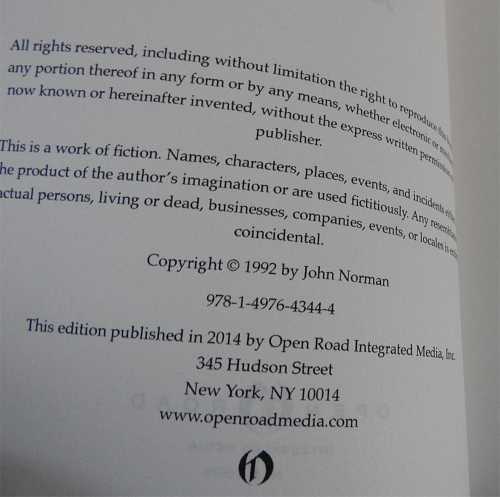 All rights reserved, including without limitation the right to reproduce
any portion thereof in any form or by any means, whether electronic or
now known or hereinafter invented, without the express written permission
publisher.
This is a work of fiction. Names, characters, places, events, and incidents
the product of the author's imagination or are used fictitiously. Any
actual persons, living or dead, businesses, companies, events, or locales is
coincidental.
Copyright © 1992 by John Norman
978-1-4976-4344-4
This edition published in 2014 by Open Road Integrated Media, Inc.
345 Hudson Street
New York, NY 10014
www.openroadmedia.com